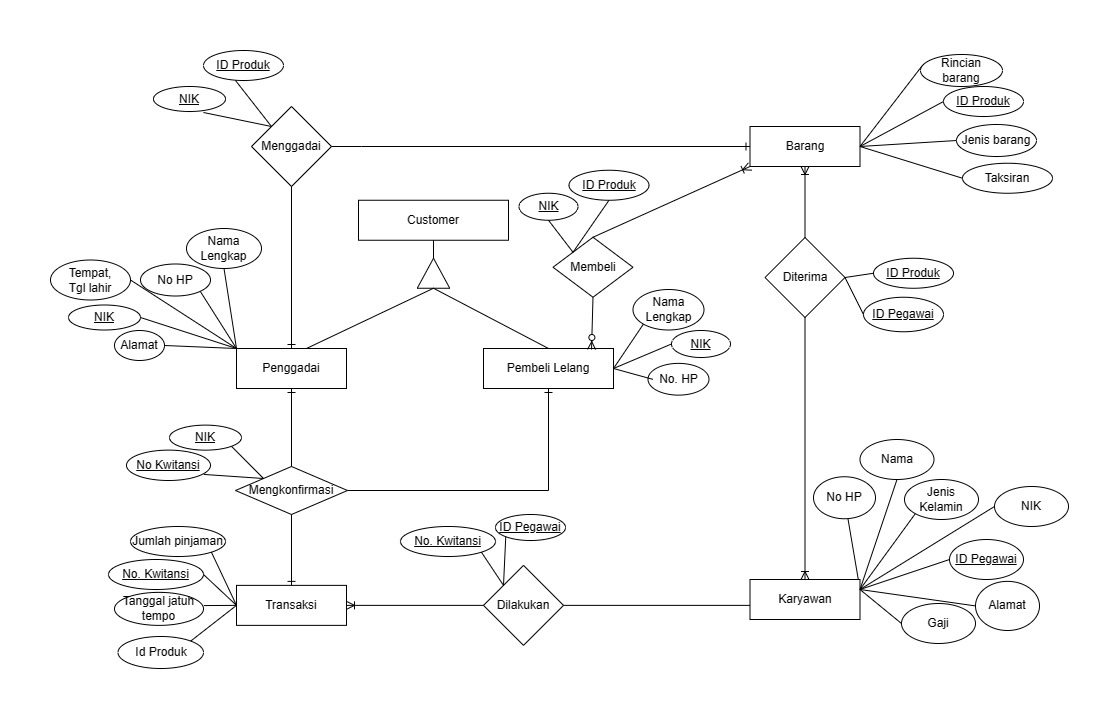 ID Produk
NIK
Menggadai
Rincian
barang
ID Produk
Barang
Jenis barang
Taksiran
Customer
ID Produk
NIK
Membeli
Nama
Lengkap
Tempat,
Tgl lahir
No HP
NIK
Alamat
Penggadai
Pembeli Lelang
Nama
Lengkap
NIK
No. HP
Diterima
ID Produk
ID Pegawai
NIK
No Kwitansi
Mengkonfirmasi
Jumlah pinjaman
No. Kwitansi
Tanggal jatuh
tempo
Id Produk
Transaksi
No. Kwitansi
ID Pegawai
Dilakukan
Karyawan
Nama
No HP
Jenis
Kelamin
NIK
ID Pegawai
Alamat
Gaji